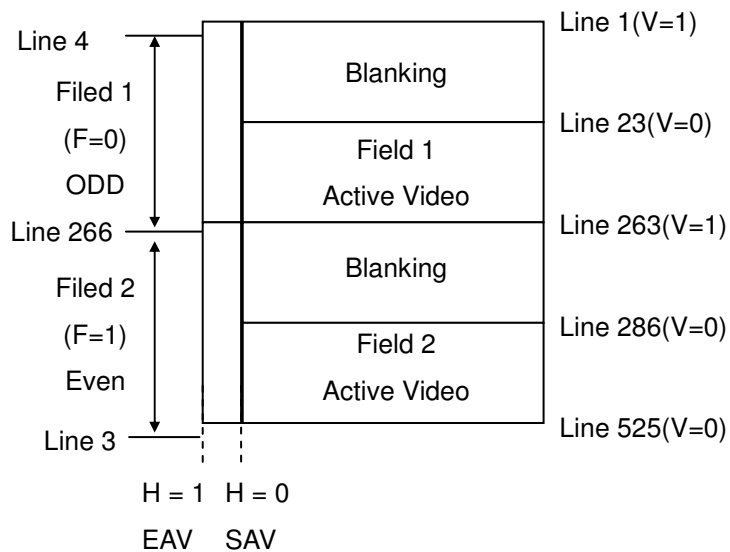 Line 4
Filed 1
(F=0)
ODD
Line 266
Filed 2
(F=1)
Even
Line 3
Blanking
Field 1
Active Video
Blanking
Field 2
Active Video
Line 1(V=1)
Line 23(V=0)
Line 263(V=1)
Line 286(V=0)
Line 525(V=0)
H = 1 H = 0
EAV SAV